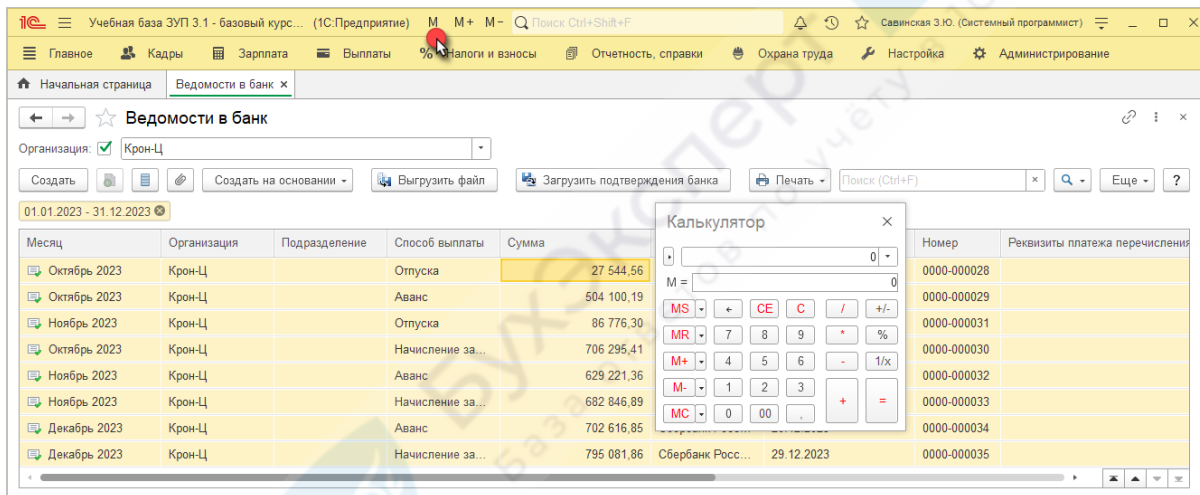 1С Учебная база ЗУП 3.1 - базовый курс... (1С:Предприятие) M M+ M- Поиск Ctrl+Shift+F Савинская З.Ю. (Системный программист)
Главное Кадры Зарплата Выплаты Налоги и взносы Отчетность, справки Охрана труда Настройка Администрирование
Начальная страница Ведомости в банк ×
Ведомости в банк
Организация: Крон-Ц
Создать Создать на основании Выгрузить файл Загрузить подтверждения банка Печать Поиск (Ctrl+F) × Еще ?
01.01.2023 - 31.12.2023
Месяц Организация Подразделение Способ выплаты Сумма Номер Реквизиты платежа перечисления
Октябрь 2023 Крон-Ц Отпуска 27 544,56 0000-000028
Октябрь 2023 Крон-Ц Аванс 504 100,19 0000-000029
Ноябрь 2023 Крон-Ц Отпуска 86 776,30 0000-000031
Октябрь 2023 Крон-Ц Начисление за... 706 295,41 0000-000030
Ноябрь 2023 Крон-Ц Аванс 629 221,36 0000-000032
Ноябрь 2023 Крон-Ц Начисление за... 682 846,89 0000-000033
Декабрь 2023 Крон-Ц Аванс 702 616,85 0000-000034
Декабрь 2023 Крон-Ц Начисление за... 795 081,86 Сбербанк Росс... 29.12.2023 0000-000035
Калькулятор ×
0
M = 0
MS ← CE C / +/-
MR 7 8 9 * %
M+ 4 5 6 - 1/x
M- 1 2 3 + =
MC 0 00 ,
БухЭксперт
База ответов по учёту